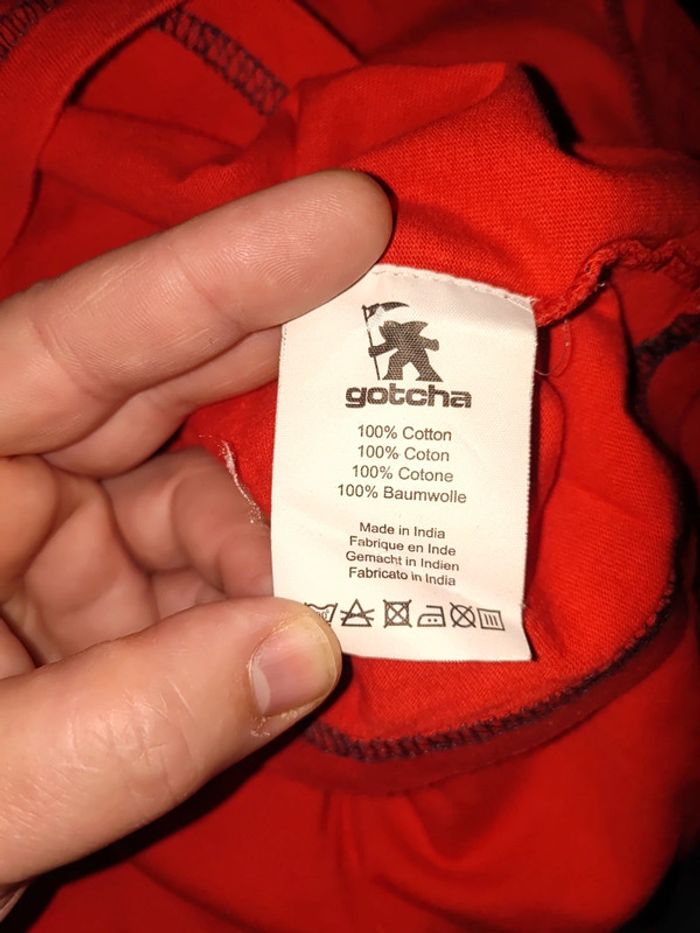 gotcha
100% Cotton
100% Coton
100% Cotone
100% Baumwolle
Made in India
Fabrique en Inde
Gemacht in Indien
Fabricato in India